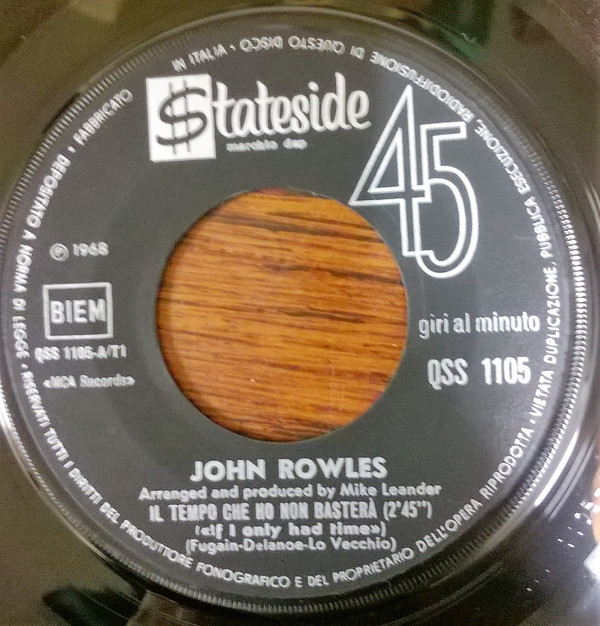 $tateside
marchio dep
45
℗ 1968
BIEM
QSS 1105-A/T1
«MCA Records»
giri al minuto
QSS 1105
JOHN ROWLES
Arranged and produced by Mike Leander
IL TEMPO CHE HO NON BASTERÀ (2'45'')
(«If I only had time»)
(Fugain-Delanoe-Lo Vecchio)
• FABBRICATO IN ITALIA • DEPOSITATO A NORMA DI LEGGE • RISERVATI TUTTI I DIRITTI DEL PRODUTTORE FONOGRAFICO E DEL PROPRIETARIO DELL'OPERA RIPRODOTTA • VIETATA DUPLICAZIONE, PUBBLICA ESECUZIONE, RADIODIFFUSIONE DI QUESTO DISCO